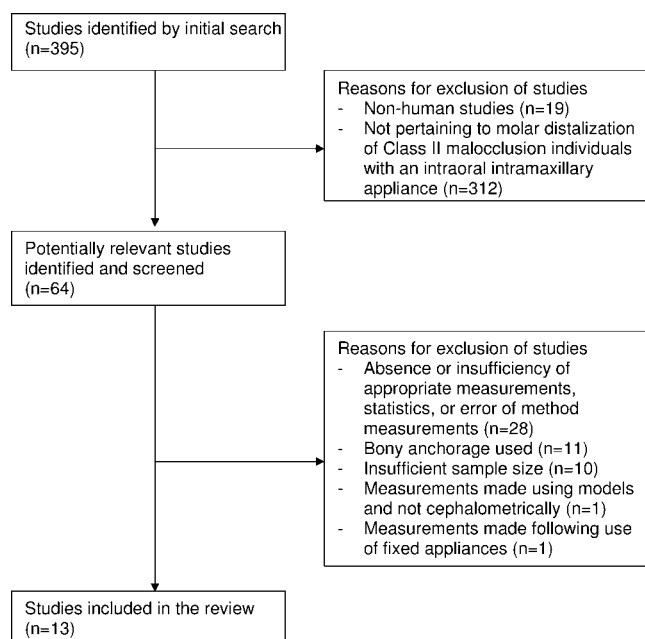 Studies identified by initial search
(n=395)
Reasons for exclusion of studies
- Non-human studies (n=19)
- Not pertaining to molar distalization
of Class II malocclusion individuals
with an intraoral intramaxillary
appliance (n=312)
Potentially relevant studies
identified and screened
(n=64)
Reasons for exclusion of studies
- Absence or insufficiency of
appropriate measurements,
statistics, or error of method
measurements (n=28)
- Bony anchorage used (n=11)
- Insufficient sample size (n=10)
- Measurements made using models
and not cephalometrically (n=1)
- Measurements made following use
of fixed appliances (n=1)
Studies included in the review
(n=13)